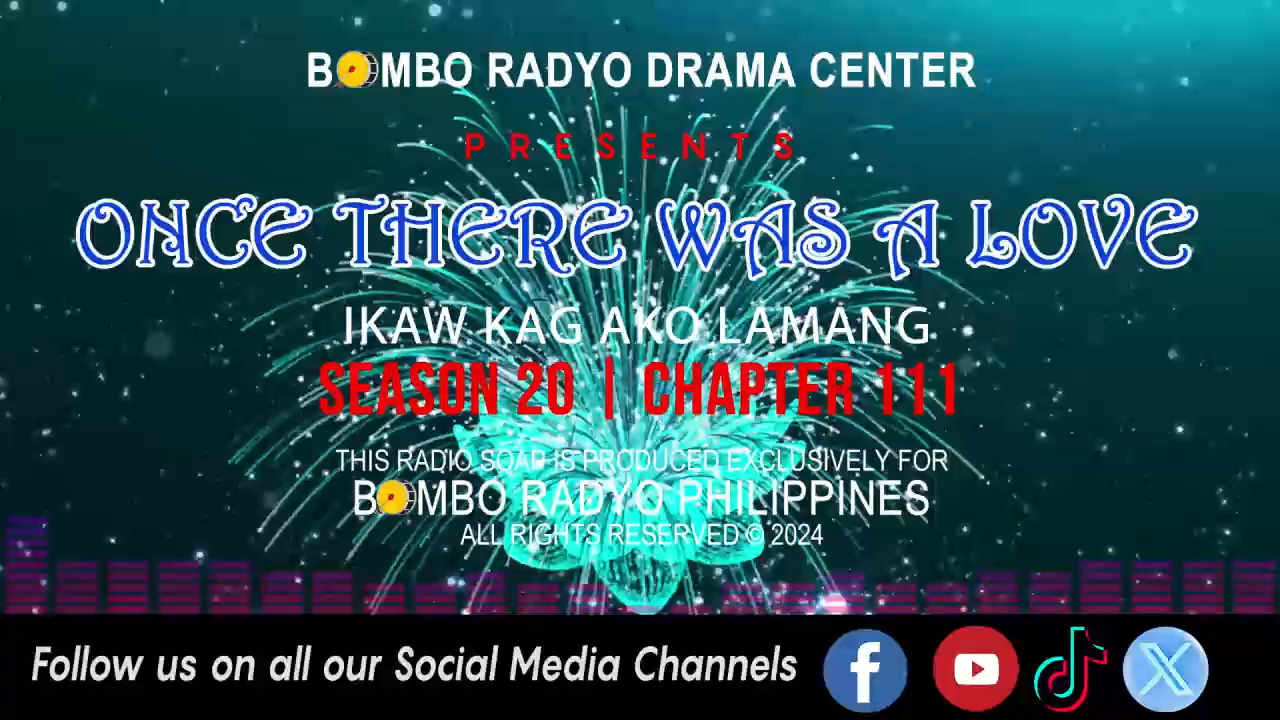 BOMBO RADYO DRAMA CENTER
PRESENTS
ONCE THERE WAS A LOVE
IKAW KAG AKO LAMANG
SEASON 20 | CHAPTER 111
THIS RADIO SOAP IS PRODUCED EXCLUSIVELY FOR
BOMBO RADYO PHILIPPINES
ALL RIGHTS RESERVED © 2024
Follow us on all our Social Media Channels